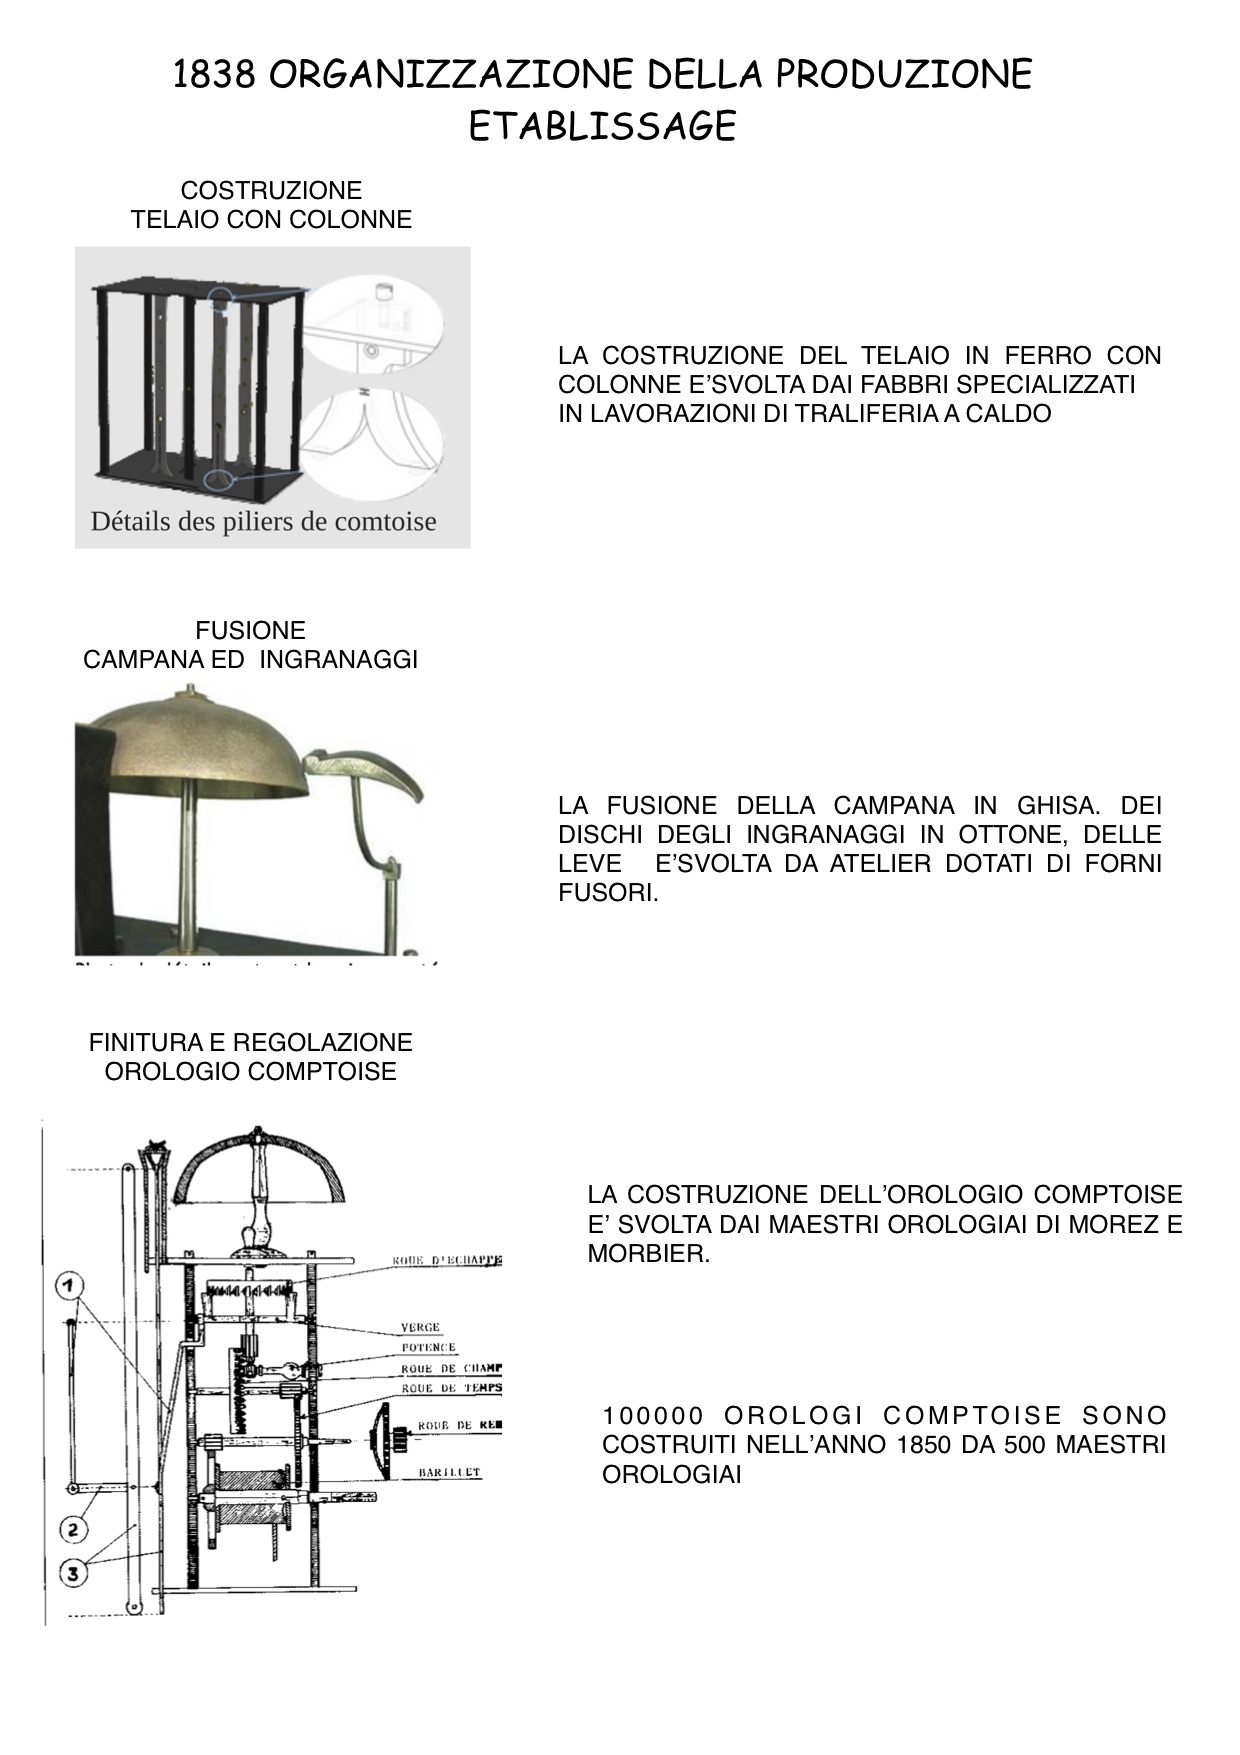 1838 ORGANIZZAZIONE DELLA PRODUZIONE
ETABLISSAGE
COSTRUZIONE
TELAIO CON COLONNE
Détails des piliers de comtoise
LA COSTRUZIONE DEL TELAIO IN FERRO CON
COLONNE E'SVOLTA DAI FABBRI SPECIALIZZATI
IN LAVORAZIONI DI TRALIFERIA A CALDO
FUSIONE
CAMPANA ED INGRANAGGI
LA FUSIONE DELLA CAMPANA IN GHISA. DEI
DISCHI DEGLI INGRANAGGI IN OTTONE, DELLE
LEVE E'SVOLTA DA ATELIER DOTATI DI FORNI
FUSORI.
FINITURA E REGOLAZIONE
OROLOGIO COMPTOISE
ROUE D'ECHAPPE
1
VERGE
POTENCE
ROUE DE CHAMP
ROUE DE TEMPS
ROUE DE
BARILLET
2
3
LA COSTRUZIONE DELL'OROLOGIO COMPTOISE
E' SVOLTA DAI MAESTRI OROLOGIAI DI MOREZ E
MORBIER.
100000 OROLOGI COMPTOISE SONO
COSTRUITI NELL'ANNO 1850 DA 500 MAESTRI
OROLOGIAI